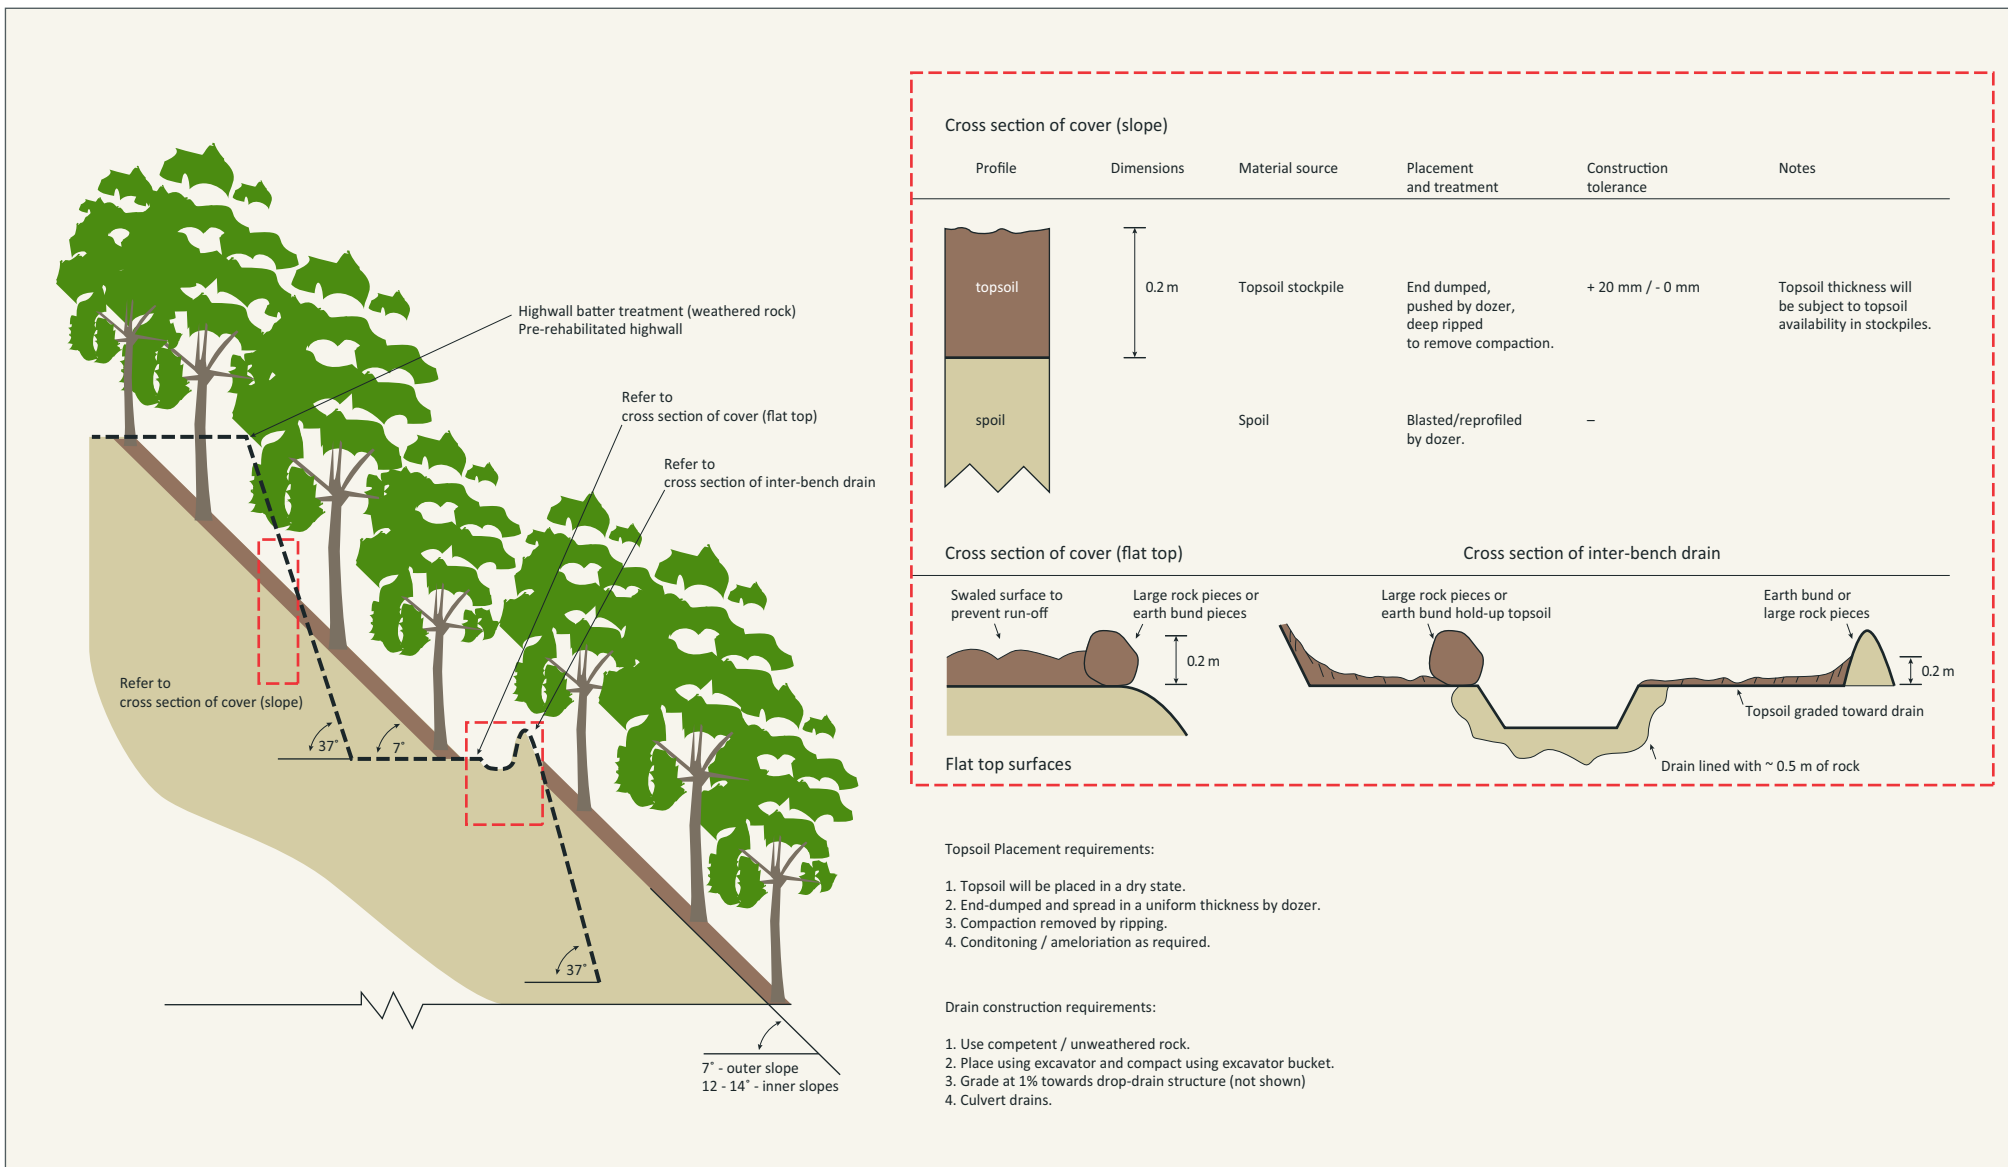 Highwall batter treatment (weathered rock)
Pre-rehabilitated highwall
Refer to
cross section of cover (flat top)
Refer to
cross section of inter-bench drain
Refer to
cross section of cover (slope)
37˚
7˚
37˚
7˚ - outer slope
12 - 14˚ - inner slopes
Cross section of cover (slope)
Profile
Dimensions
Material source
Placement
and treatment
Construction
tolerance
Notes
topsoil
0.2 m
Topsoil stockpile
End dumped,
pushed by dozer,
deep ripped
to remove compaction.
+ 20 mm / - 0 mm
Topsoil thickness will
be subject to topsoil
availability in stockpiles.
spoil
Spoil
Blasted/reprofiled
by dozer.
–
Cross section of cover (flat top)
Swaled surface to
prevent run-off
Large rock pieces or
earth bund pieces
0.2 m
Flat top surfaces
Cross section of inter-bench drain
Large rock pieces or
earth bund hold-up topsoil
Earth bund or
large rock pieces
0.2 m
Topsoil graded toward drain
Drain lined with ~ 0.5 m of rock
Topsoil Placement requirements:
1. Topsoil will be placed in a dry state.
2. End-dumped and spread in a uniform thickness by dozer.
3. Compaction removed by ripping.
4. Conditoning / ameloriation as required.
Drain construction requirements:
1. Use competent / unweathered rock.
2. Place using excavator and compact using excavator bucket.
3. Grade at 1% towards drop-drain structure (not shown)
4. Culvert drains.